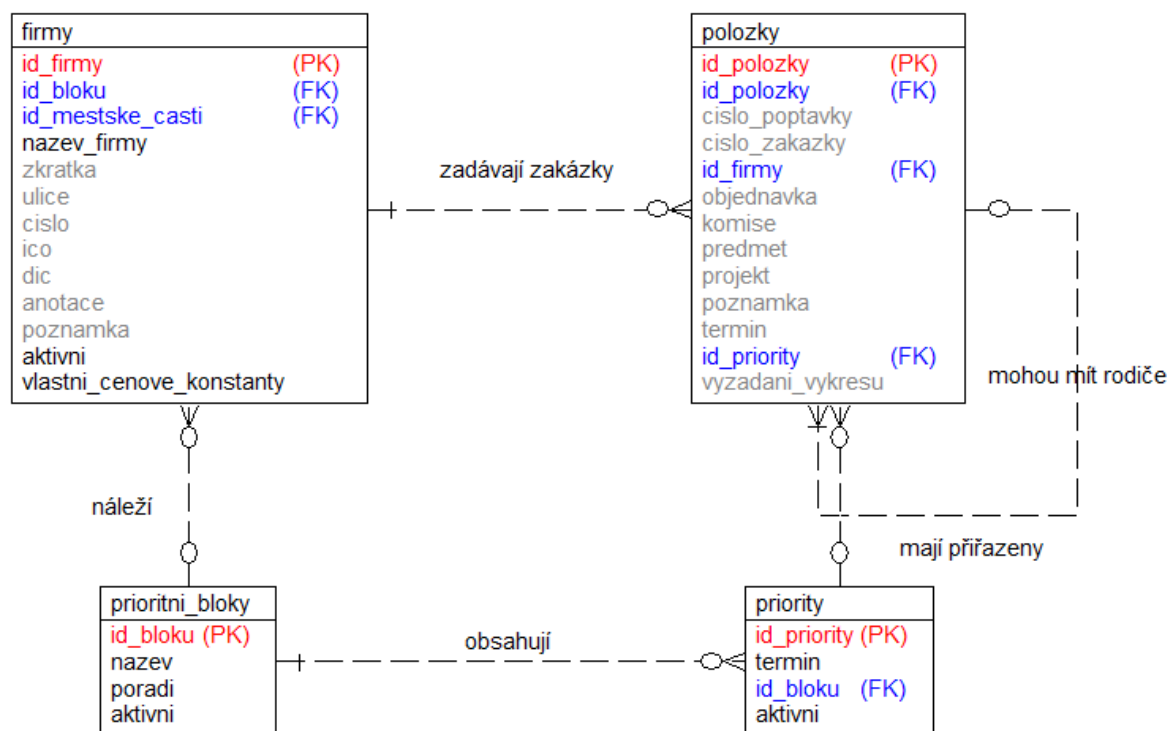 firmy
id_firmy (PK)
id_bloku (FK)
id_mestske_casti (FK)
nazev_firmy
zkratka
ulice
cislo
ico
dic
anotace
poznamka
aktivni
vlastni_cenove_konstanty
zadávají zakázky
polozky
id_polozky (PK)
id_polozky (FK)
cislo_poptavky
cislo_zakazky
id_firmy (FK)
objednavka
komise
predmet
projekt
poznamka
termin
id_priority (FK)
vyzadani_vykresu
mohou mít rodiče
náleží
mají přiřazeny
prioritni_bloky
id_bloku (PK)
nazev
poradi
aktivni
obsahují
priority
id_priority (PK)
termin
id_bloku (FK)
aktivni